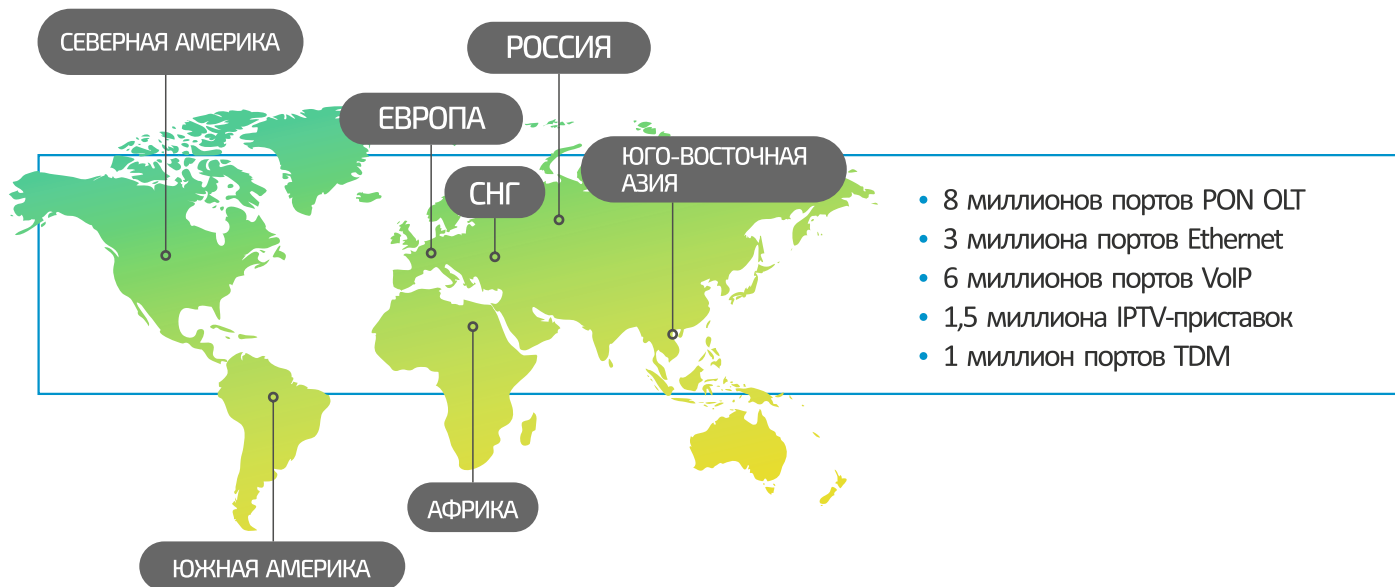 СЕВЕРНАЯ АМЕРИКА
РОССИЯ
ЕВРОПА
ЮГО-ВОСТОЧНАЯ
АЗИЯ
СНГ
• 8 миллионов портов PON OLT
• 3 миллиона портов Ethernet
• 6 миллионов портов VoIP
• 1,5 миллиона IPTV-приставок
• 1 миллион портов TDM
АФРИКА
ЮЖНАЯ АМЕРИКА